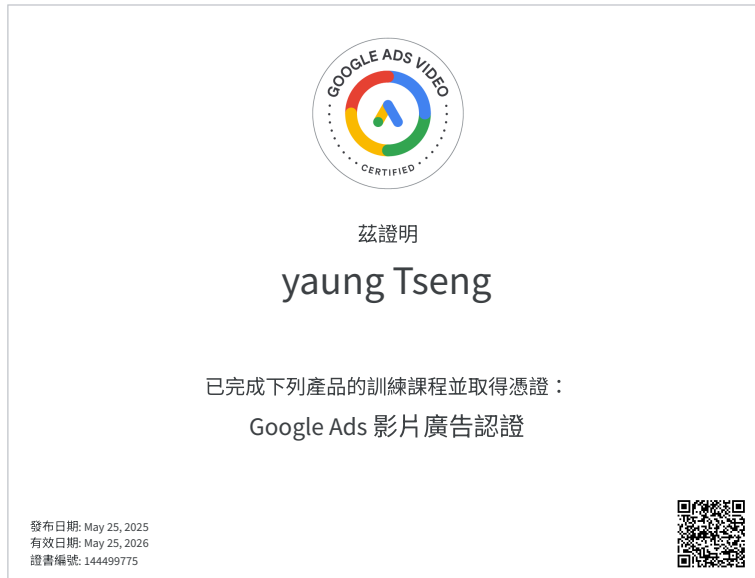 GOOGLE ADS VIDEO
CERTIFIED
茲證明
yaung Tseng
已完成下列產品的訓練課程並取得憑證：
Google Ads 影片廣告認證
發布日期: May 25, 2025
有效日期: May 25, 2026
證書編號: 144499775